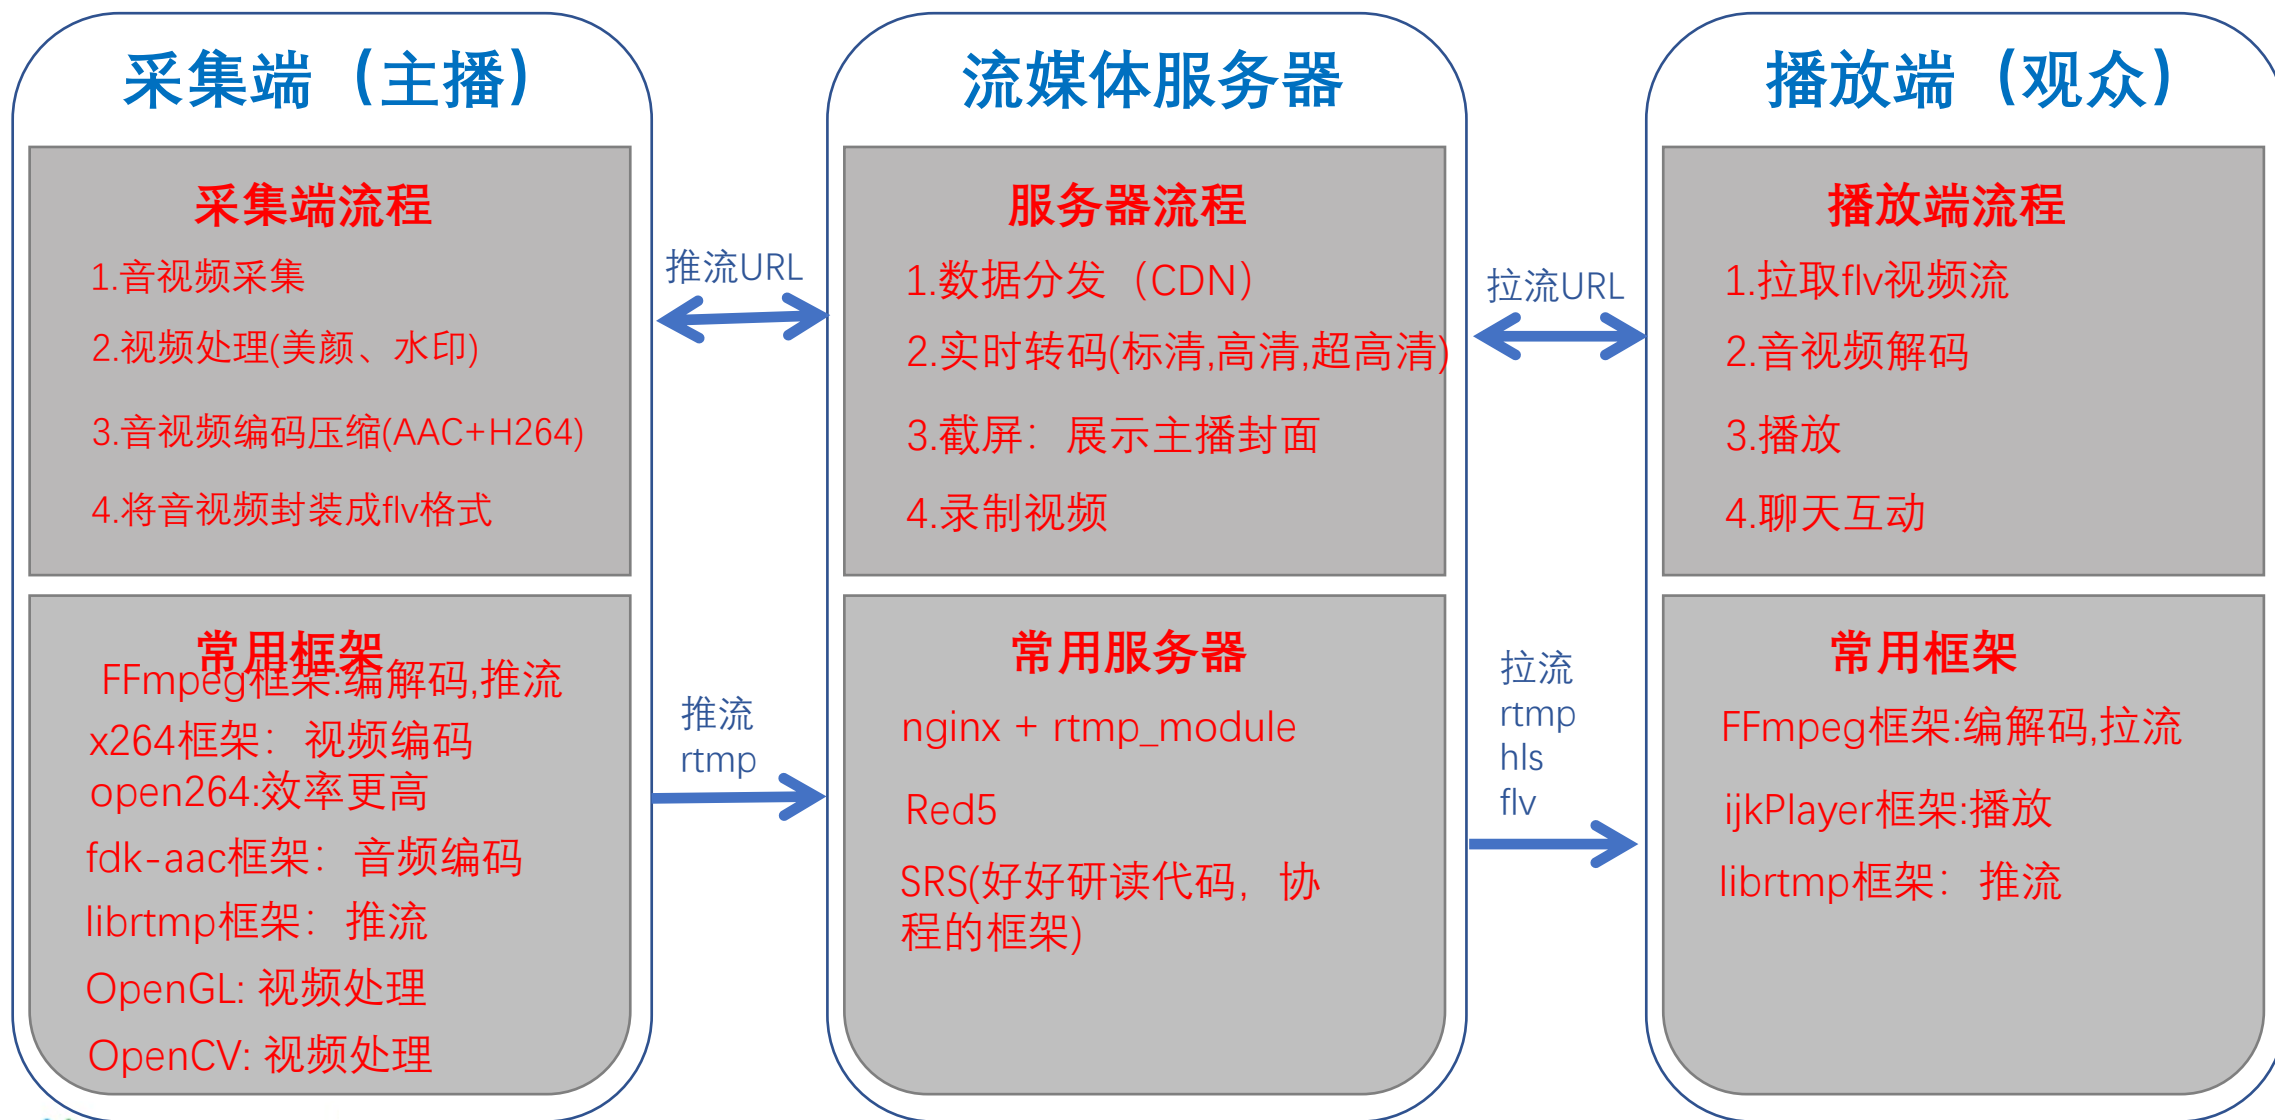 采集端（主播）
采集端流程
1.音视频采集
2.视频处理(美颜、水印)
3.音视频编码压缩(AAC+H264)
4.将音视频封装成flv格式
常用框架
FFmpeg框架:编解码,推流
x264框架：视频编码
open264:效率更高
fdk-aac框架：音频编码
librtmp框架：推流
OpenGL: 视频处理
OpenCV: 视频处理
推流URL
推流
rtmp
流媒体服务器
服务器流程
1.数据分发（CDN）
2.实时转码(标清,高清,超高清)
3.截屏：展示主播封面
4.录制视频
常用服务器
nginx + rtmp_module
Red5
SRS(好好研读代码，协
程的框架)
拉流URL
拉流
rtmp
hls
flv
播放端（观众）
播放端流程
1.拉取flv视频流
2.音视频解码
3.播放
4.聊天互动
常用框架
FFmpeg框架:编解码,拉流
ijkPlayer框架:播放
librtmp框架：推流